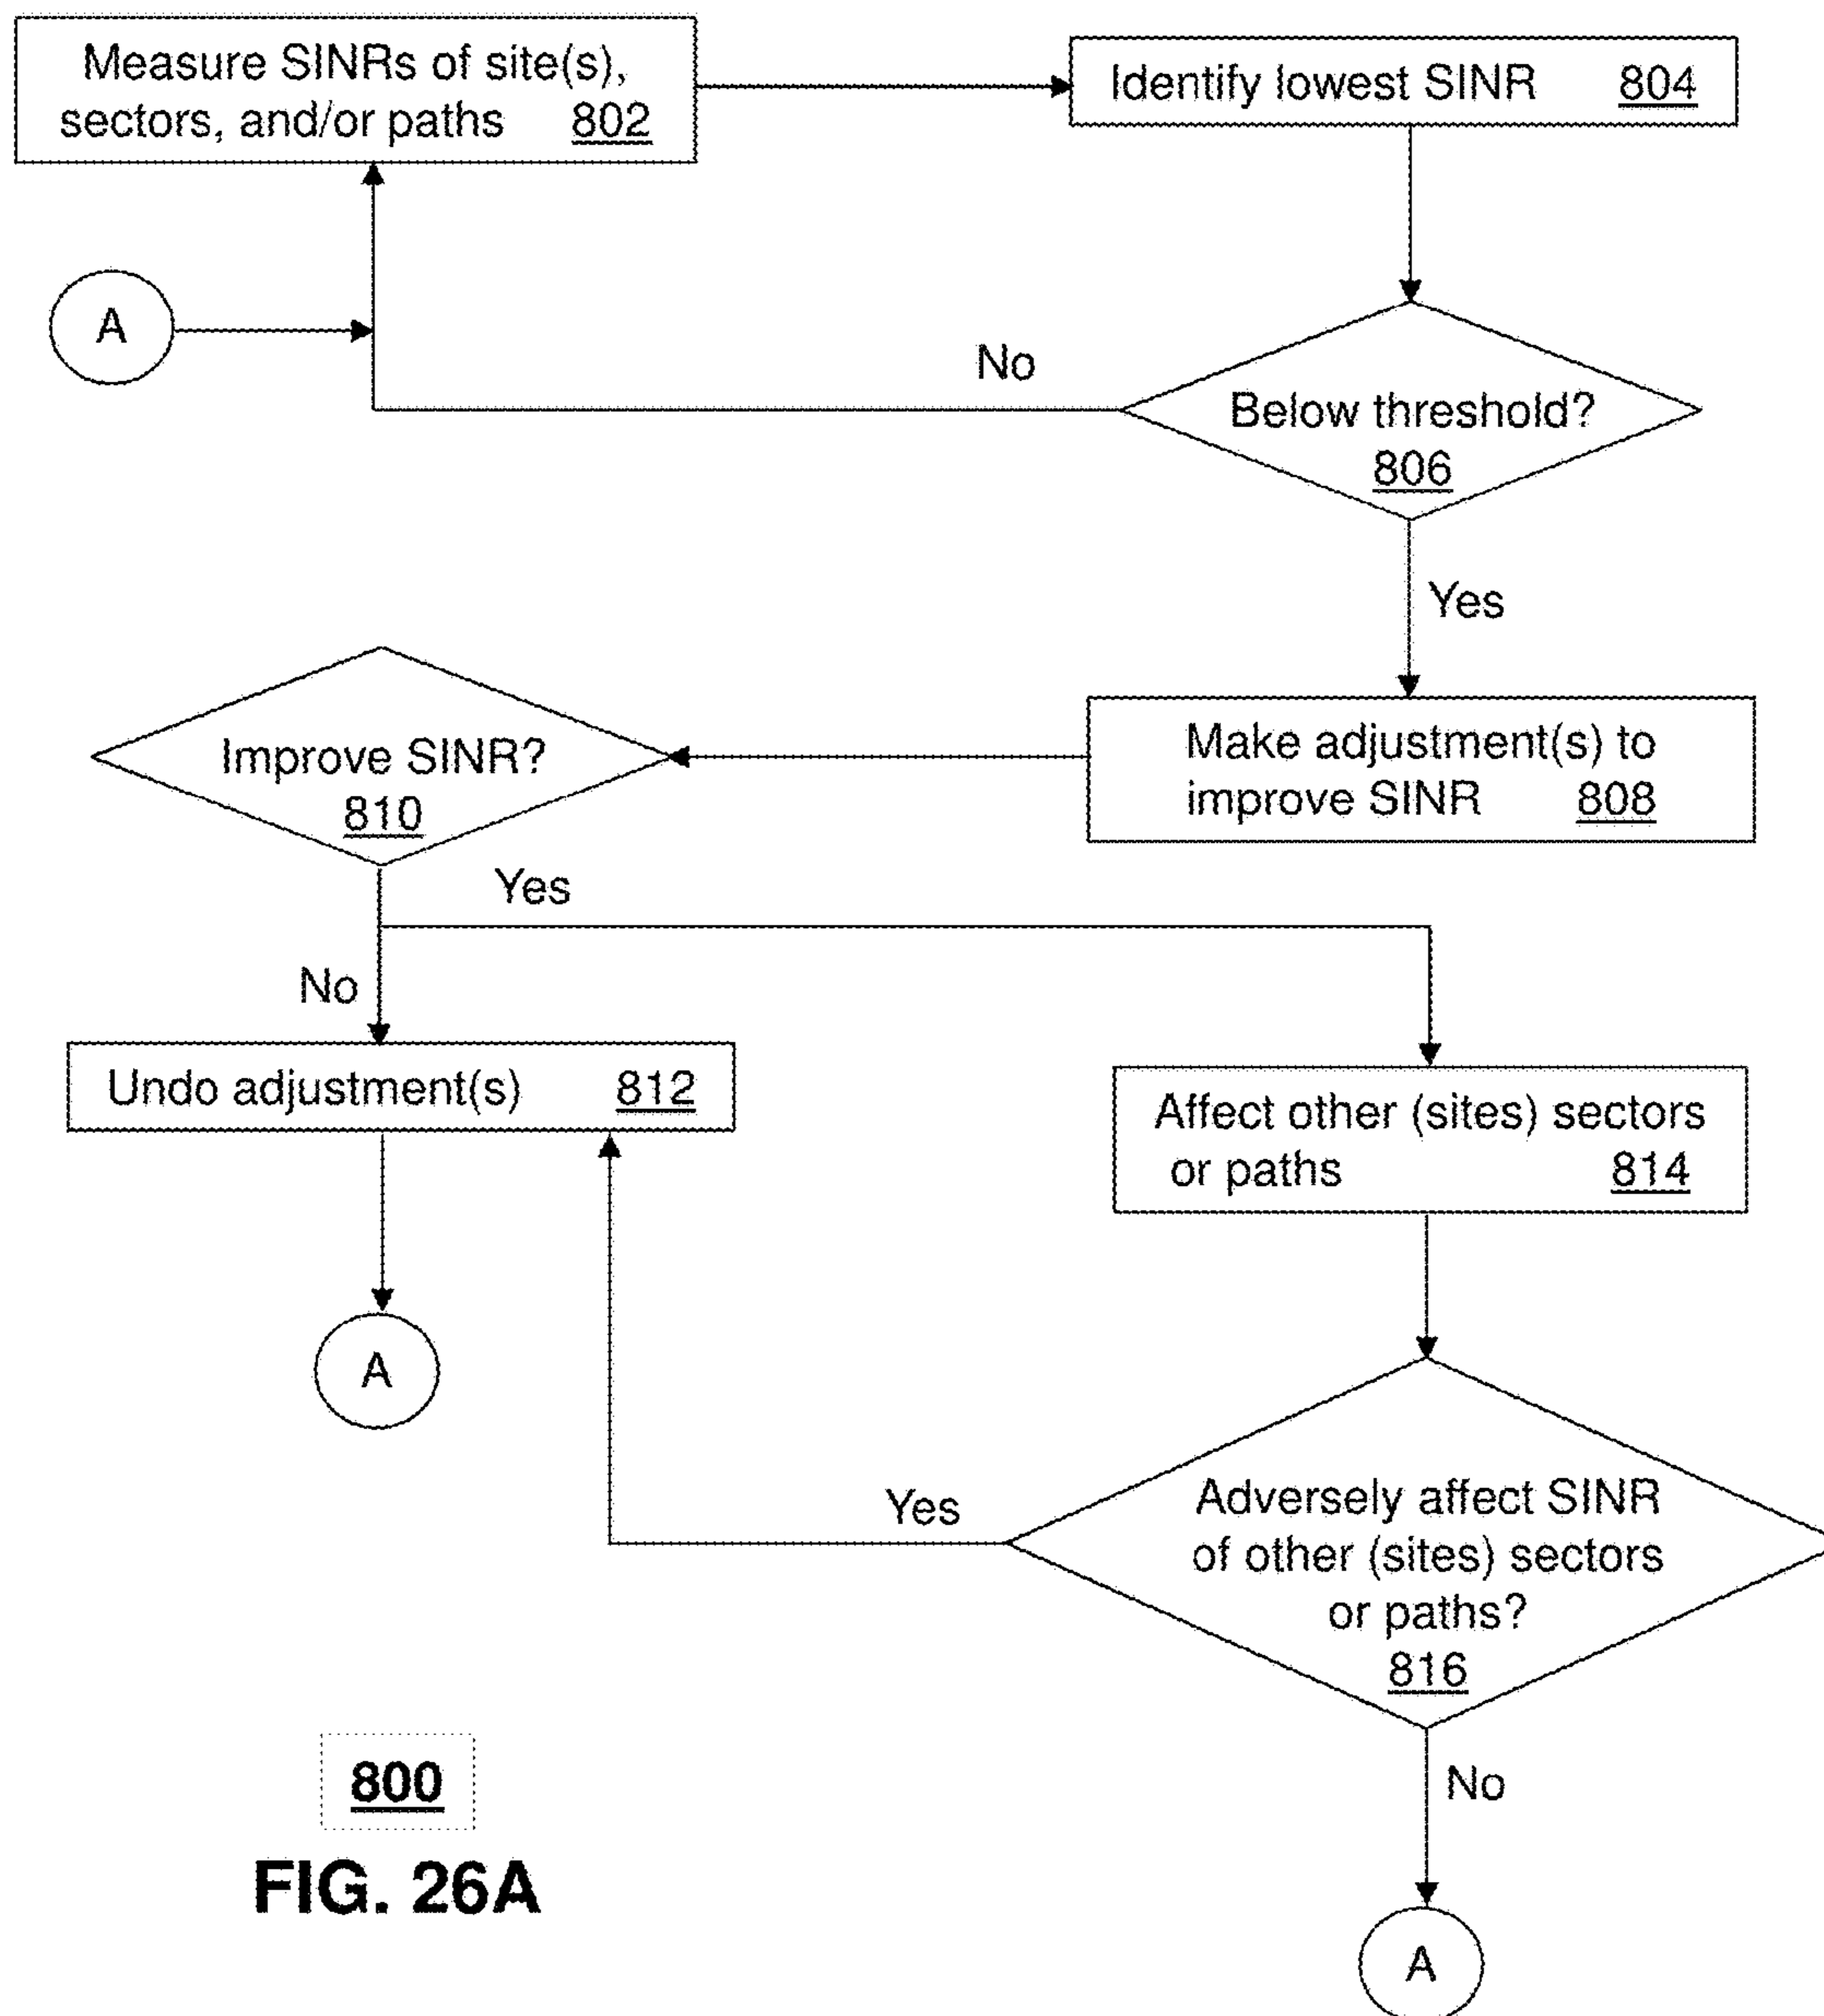 Measure SINRs of site(s),
sectors, and/or paths 802
Identify lowest SINR 804
A
No
Below threshold?
806
Yes
Improve SINR?
810
Make adjustment(s) to
improve SINR 808
Yes
No
Undo adjustment(s) 812
Affect other (sites) sectors
or paths 814
A
Yes
Adversely affect SINR
of other (sites) sectors
or paths?
816
No
800
FIG. 26A
A